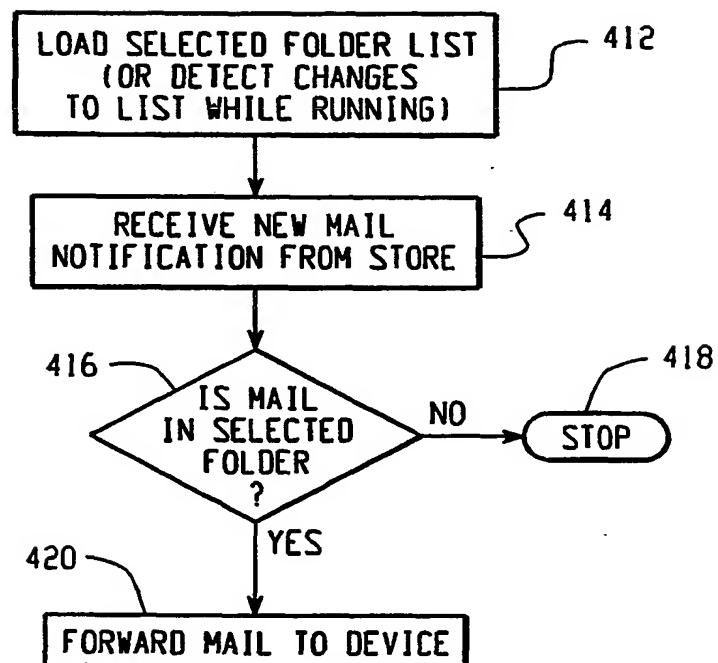 LOAD SELECTED FOLDER LIST
(OR DETECT CHANGES
TO LIST WHILE RUNNING)
412
RECEIVE NEW MAIL
NOTIFICATION FROM STORE
414
416
IS MAIL
IN SELECTED
FOLDER
?
NO
418
STOP
YES
420
FORWARD MAIL TO DEVICE